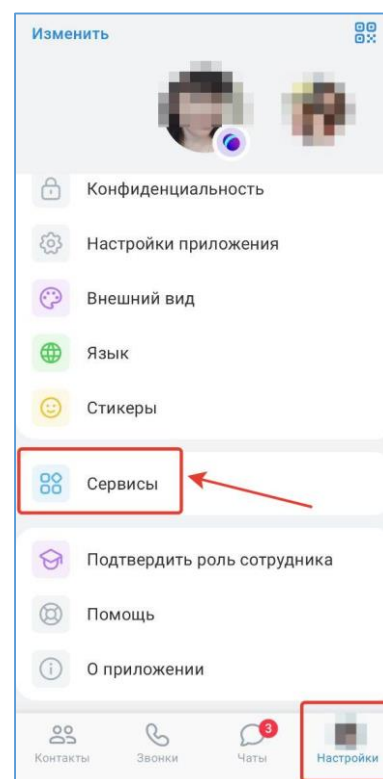 Изменить
Конфиденциальность
Настройки приложения
Внешний вид
Язык
Стикеры
Сервисы
Подтвердить роль сотрудника
Помощь
О приложении
3
Контакты Звонки Чаты Настройки